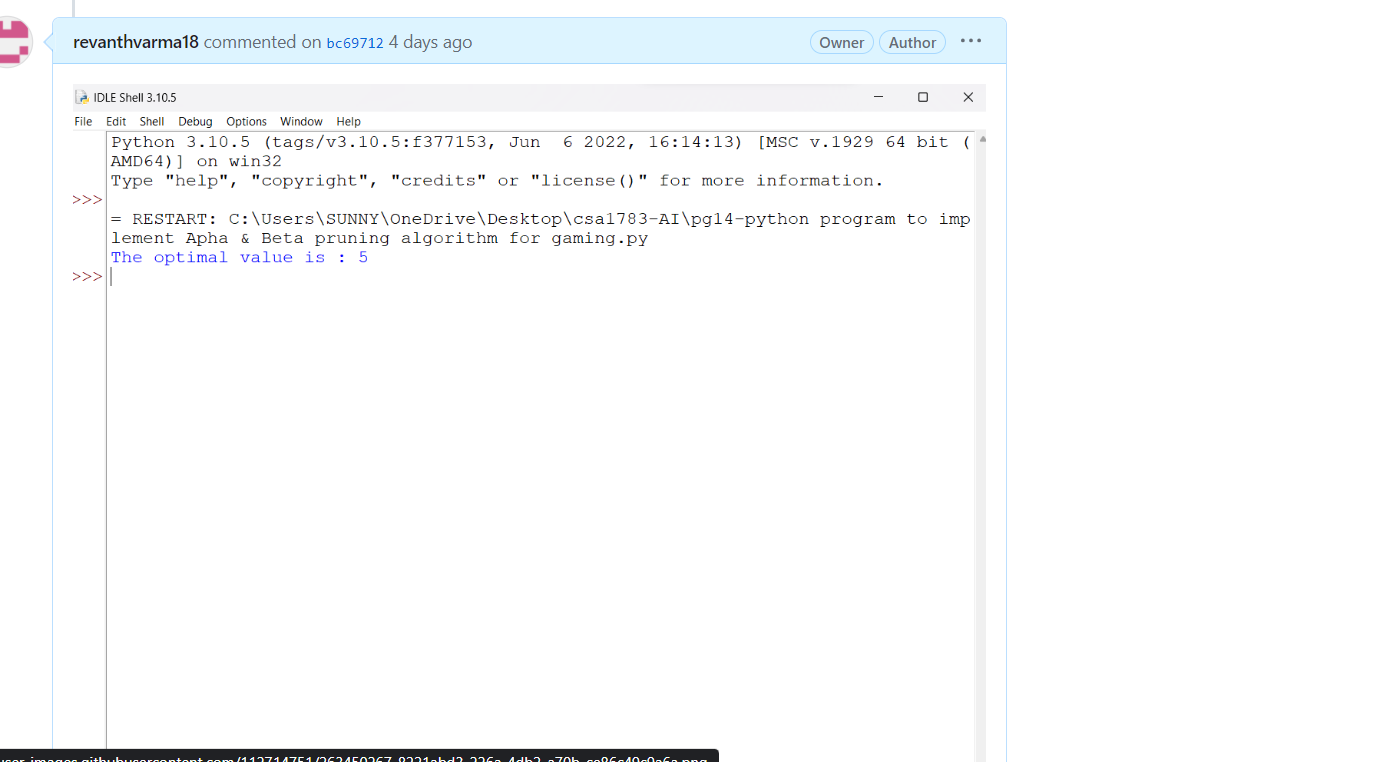 revanthvarma18 commented on bc69712 4 days ago Owner Author ···
IDLE Shell 3.10.5
File Edit Shell Debug Options Window Help
Python 3.10.5 (tags/v3.10.5:f377153, Jun  6 2022, 16:14:13) [MSC v.1929 64 bit (
AMD64)] on win32
Type "help", "copyright", "credits" or "license()" for more information.
>>>
= RESTART: C:\Users\SUNNY\OneDrive\Desktop\csa1783-AI\pg14-python program to imp
lement Apha & Beta pruning algorithm for gaming.py
The optimal value is : 5
>>>